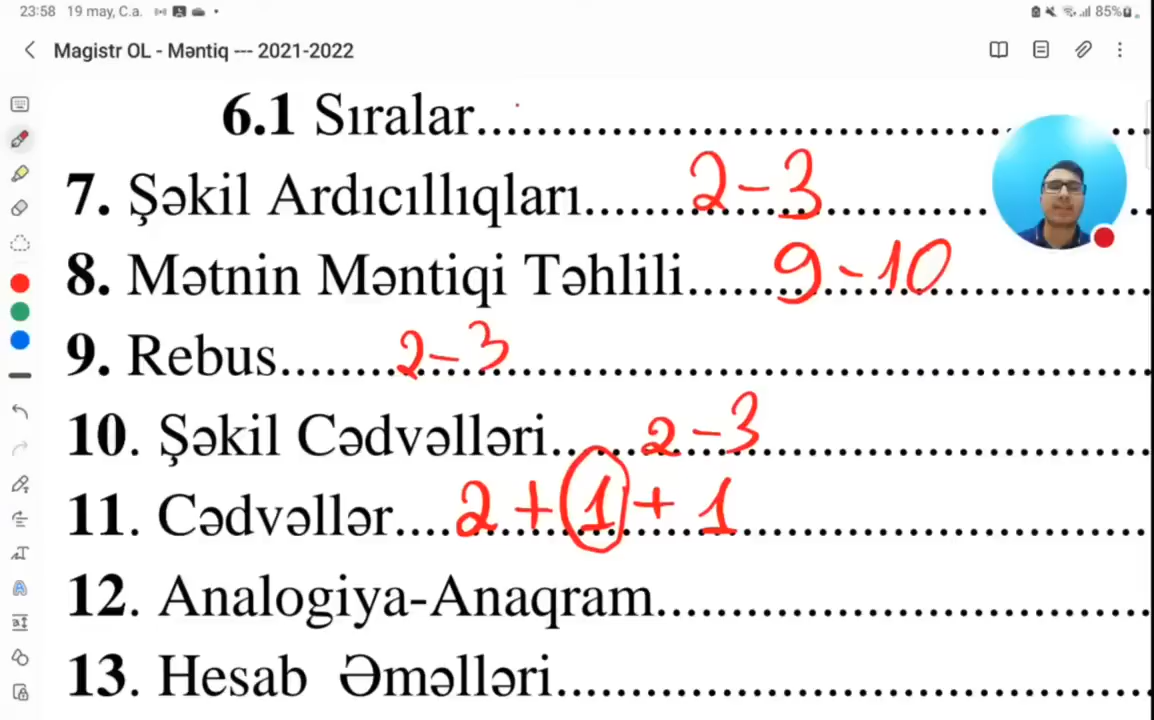 23:58 19 may, C.a. 85%
Magistr OL - Məntiq --- 2021-2022
6.1 Sıralar..............................................
7. Şəkil Ardıcıllıqları.......2-3..........................
8. Mətnin Məntiqi Təhlili......9-10....................
9. Rebus........2-3............................................
10. Şəkil Cədvəlləri......2-3..........................
11. Cədvəllər....2+1+1..................................
12. Analogiya-Anaqram.................................
13. Hesab Əməlləri........................................